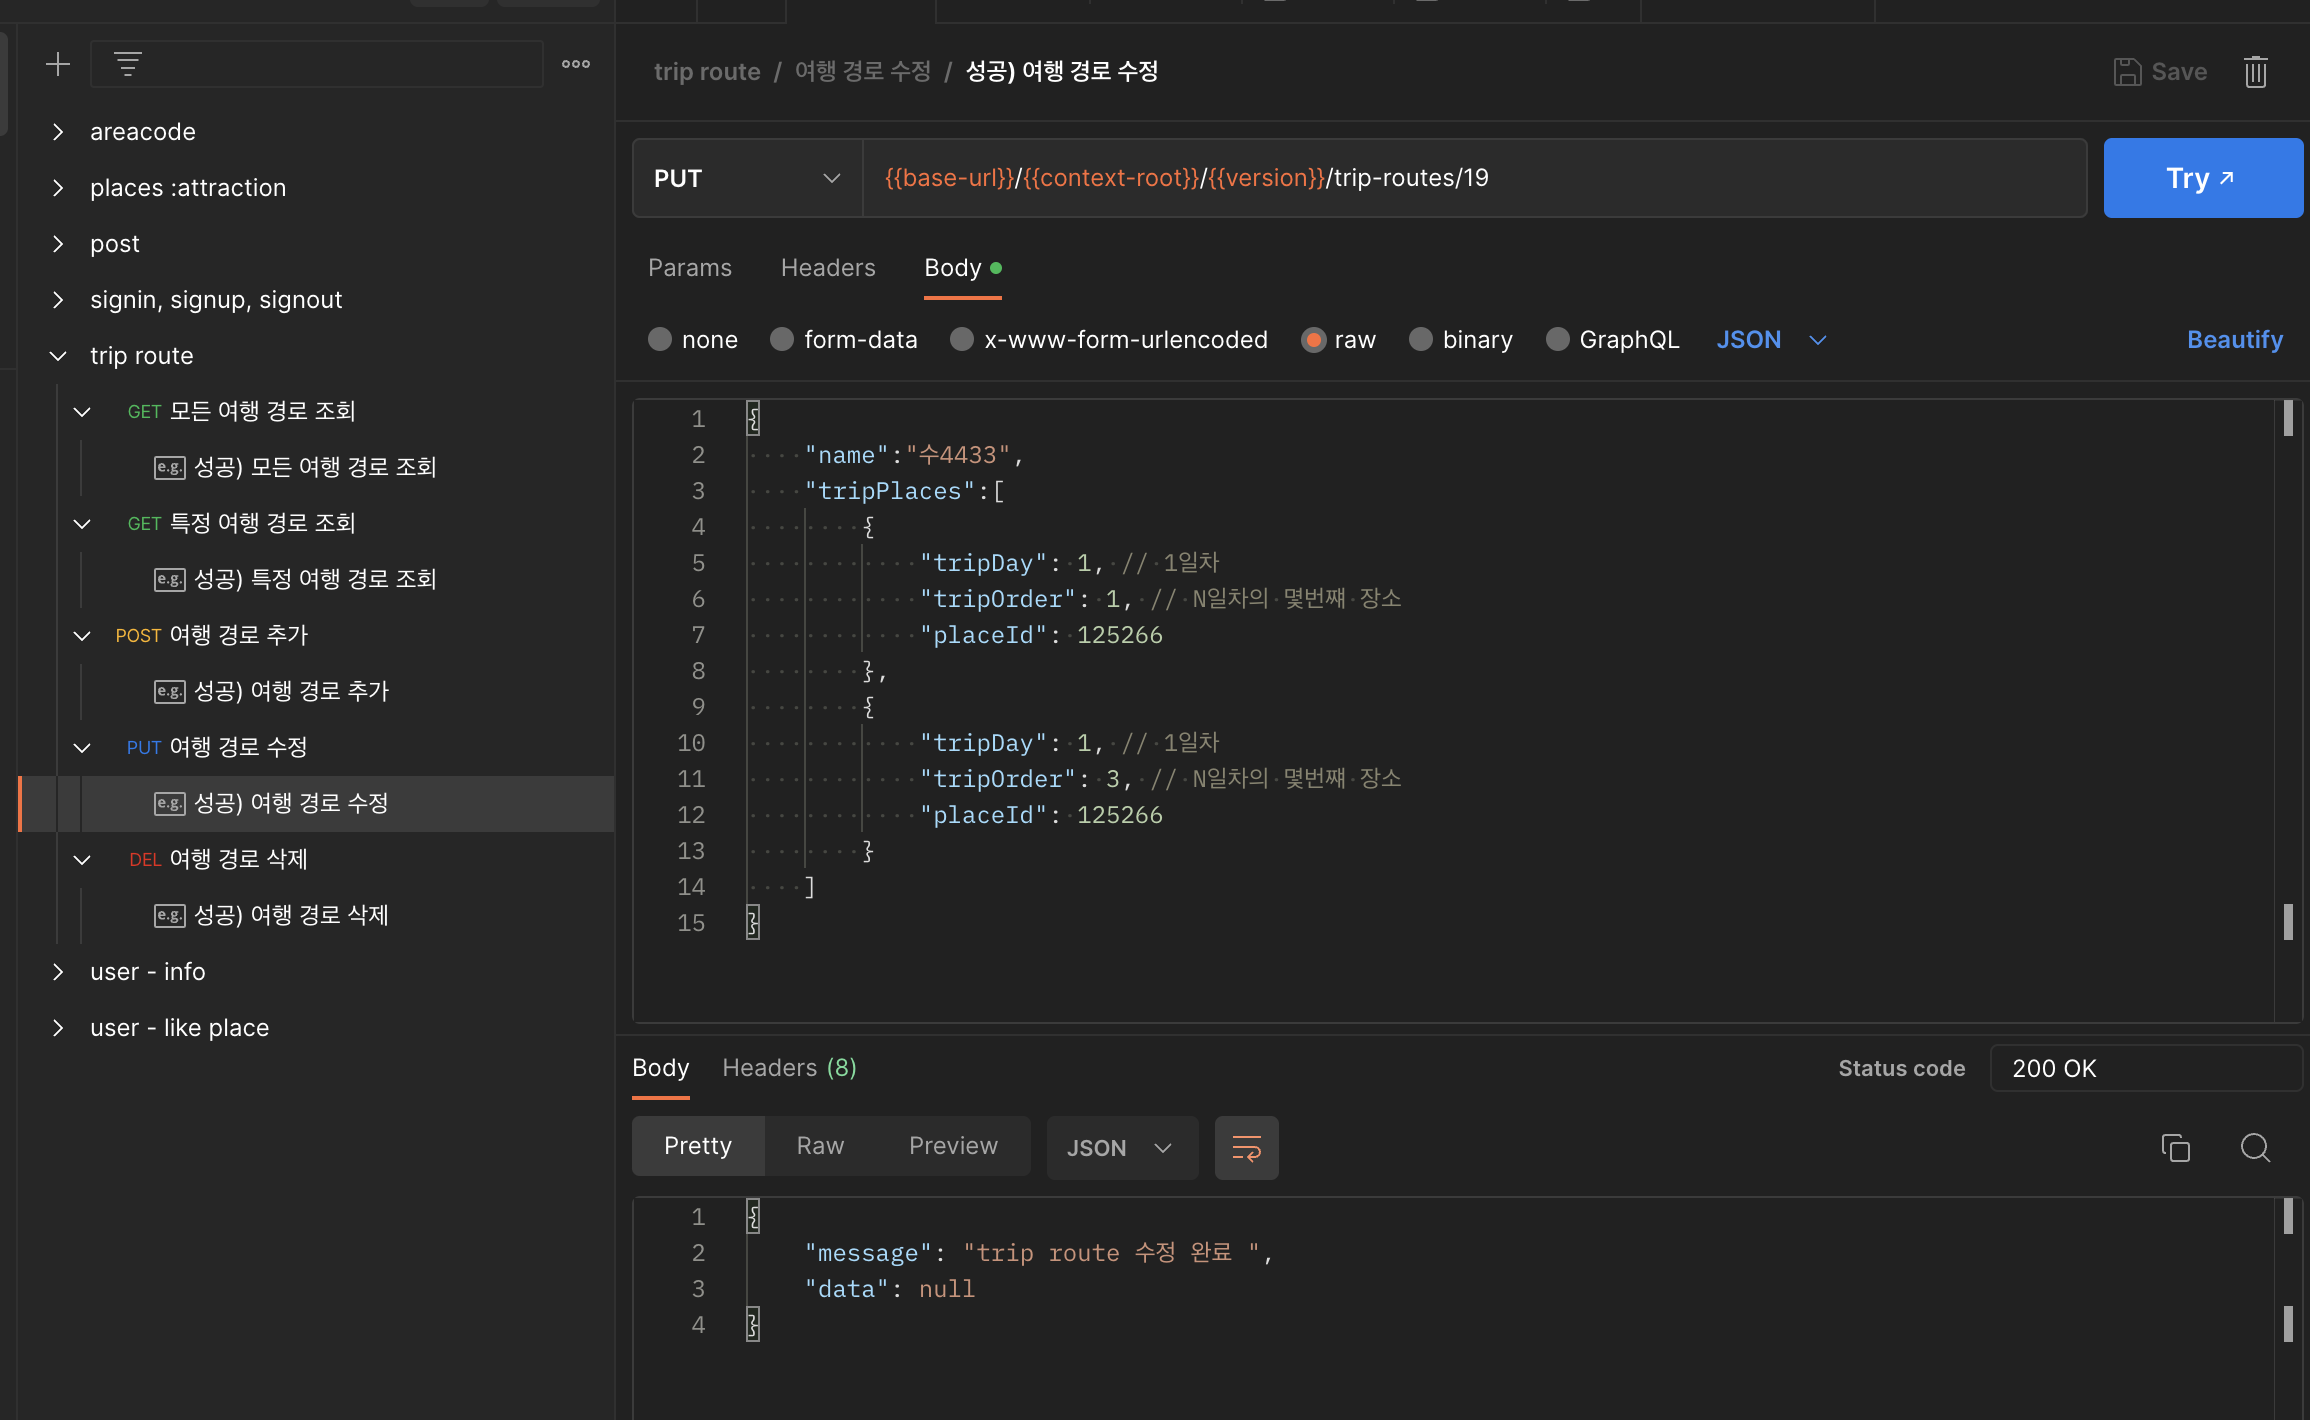 areacode
places :attraction
post
signin, signup, signout
trip route
GET 모든 여행 경로 조회
e.g. 성공) 모든 여행 경로 조회
GET 특정 여행 경로 조회
e.g. 성공) 특정 여행 경로 조회
POST 여행 경로 추가
e.g. 성공) 여행 경로 추가
PUT 여행 경로 수정
e.g. 성공) 여행 경로 수정
DEL 여행 경로 삭제
e.g. 성공) 여행 경로 삭제
user - info
user - like place
trip route / 여행 경로 수정 / 성공) 여행 경로 수정
Save
PUT
{{base-url}}/{{context-root}}/{{version}}/trip-routes/19
Try ↗
Params Headers Body
none form-data x-www-form-urlencoded raw binary GraphQL JSON Beautify
1 {
2 "name":"수4433",
3 "tripPlaces":[
4 {
5 "tripDay": 1, // 1일차
6 "tripOrder": 1, // N일차의 몇번쨰 장소
7 "placeId": 125266
8 },
9 {
10 "tripDay": 1, // 1일차
11 "tripOrder": 3, // N일차의 몇번쨰 장소
12 "placeId": 125266
13 }
14 ]
15 }
Body Headers (8) Status code 200 OK
Pretty Raw Preview JSON
1 {
2 "message": "trip route 수정 완료 ",
3 "data": null
4 }